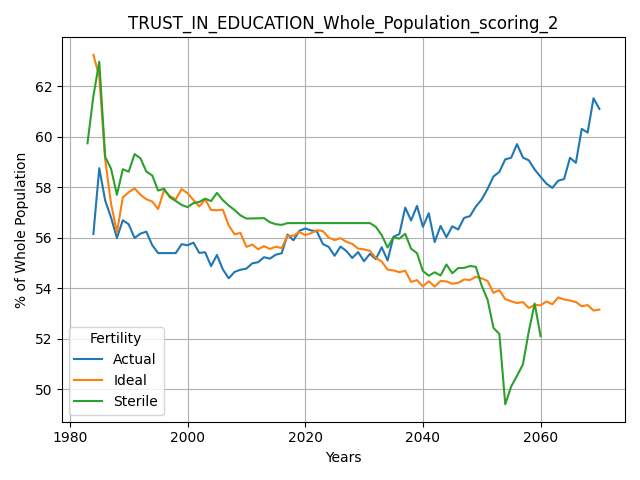 TRUST_IN_EDUCATION_Whole_Population_scoring_2
% of Whole Population
62
60
58
56
54
52
50
Fertility
Actual
Ideal
Sterile
1980
2000
2020
2040
2060
Years